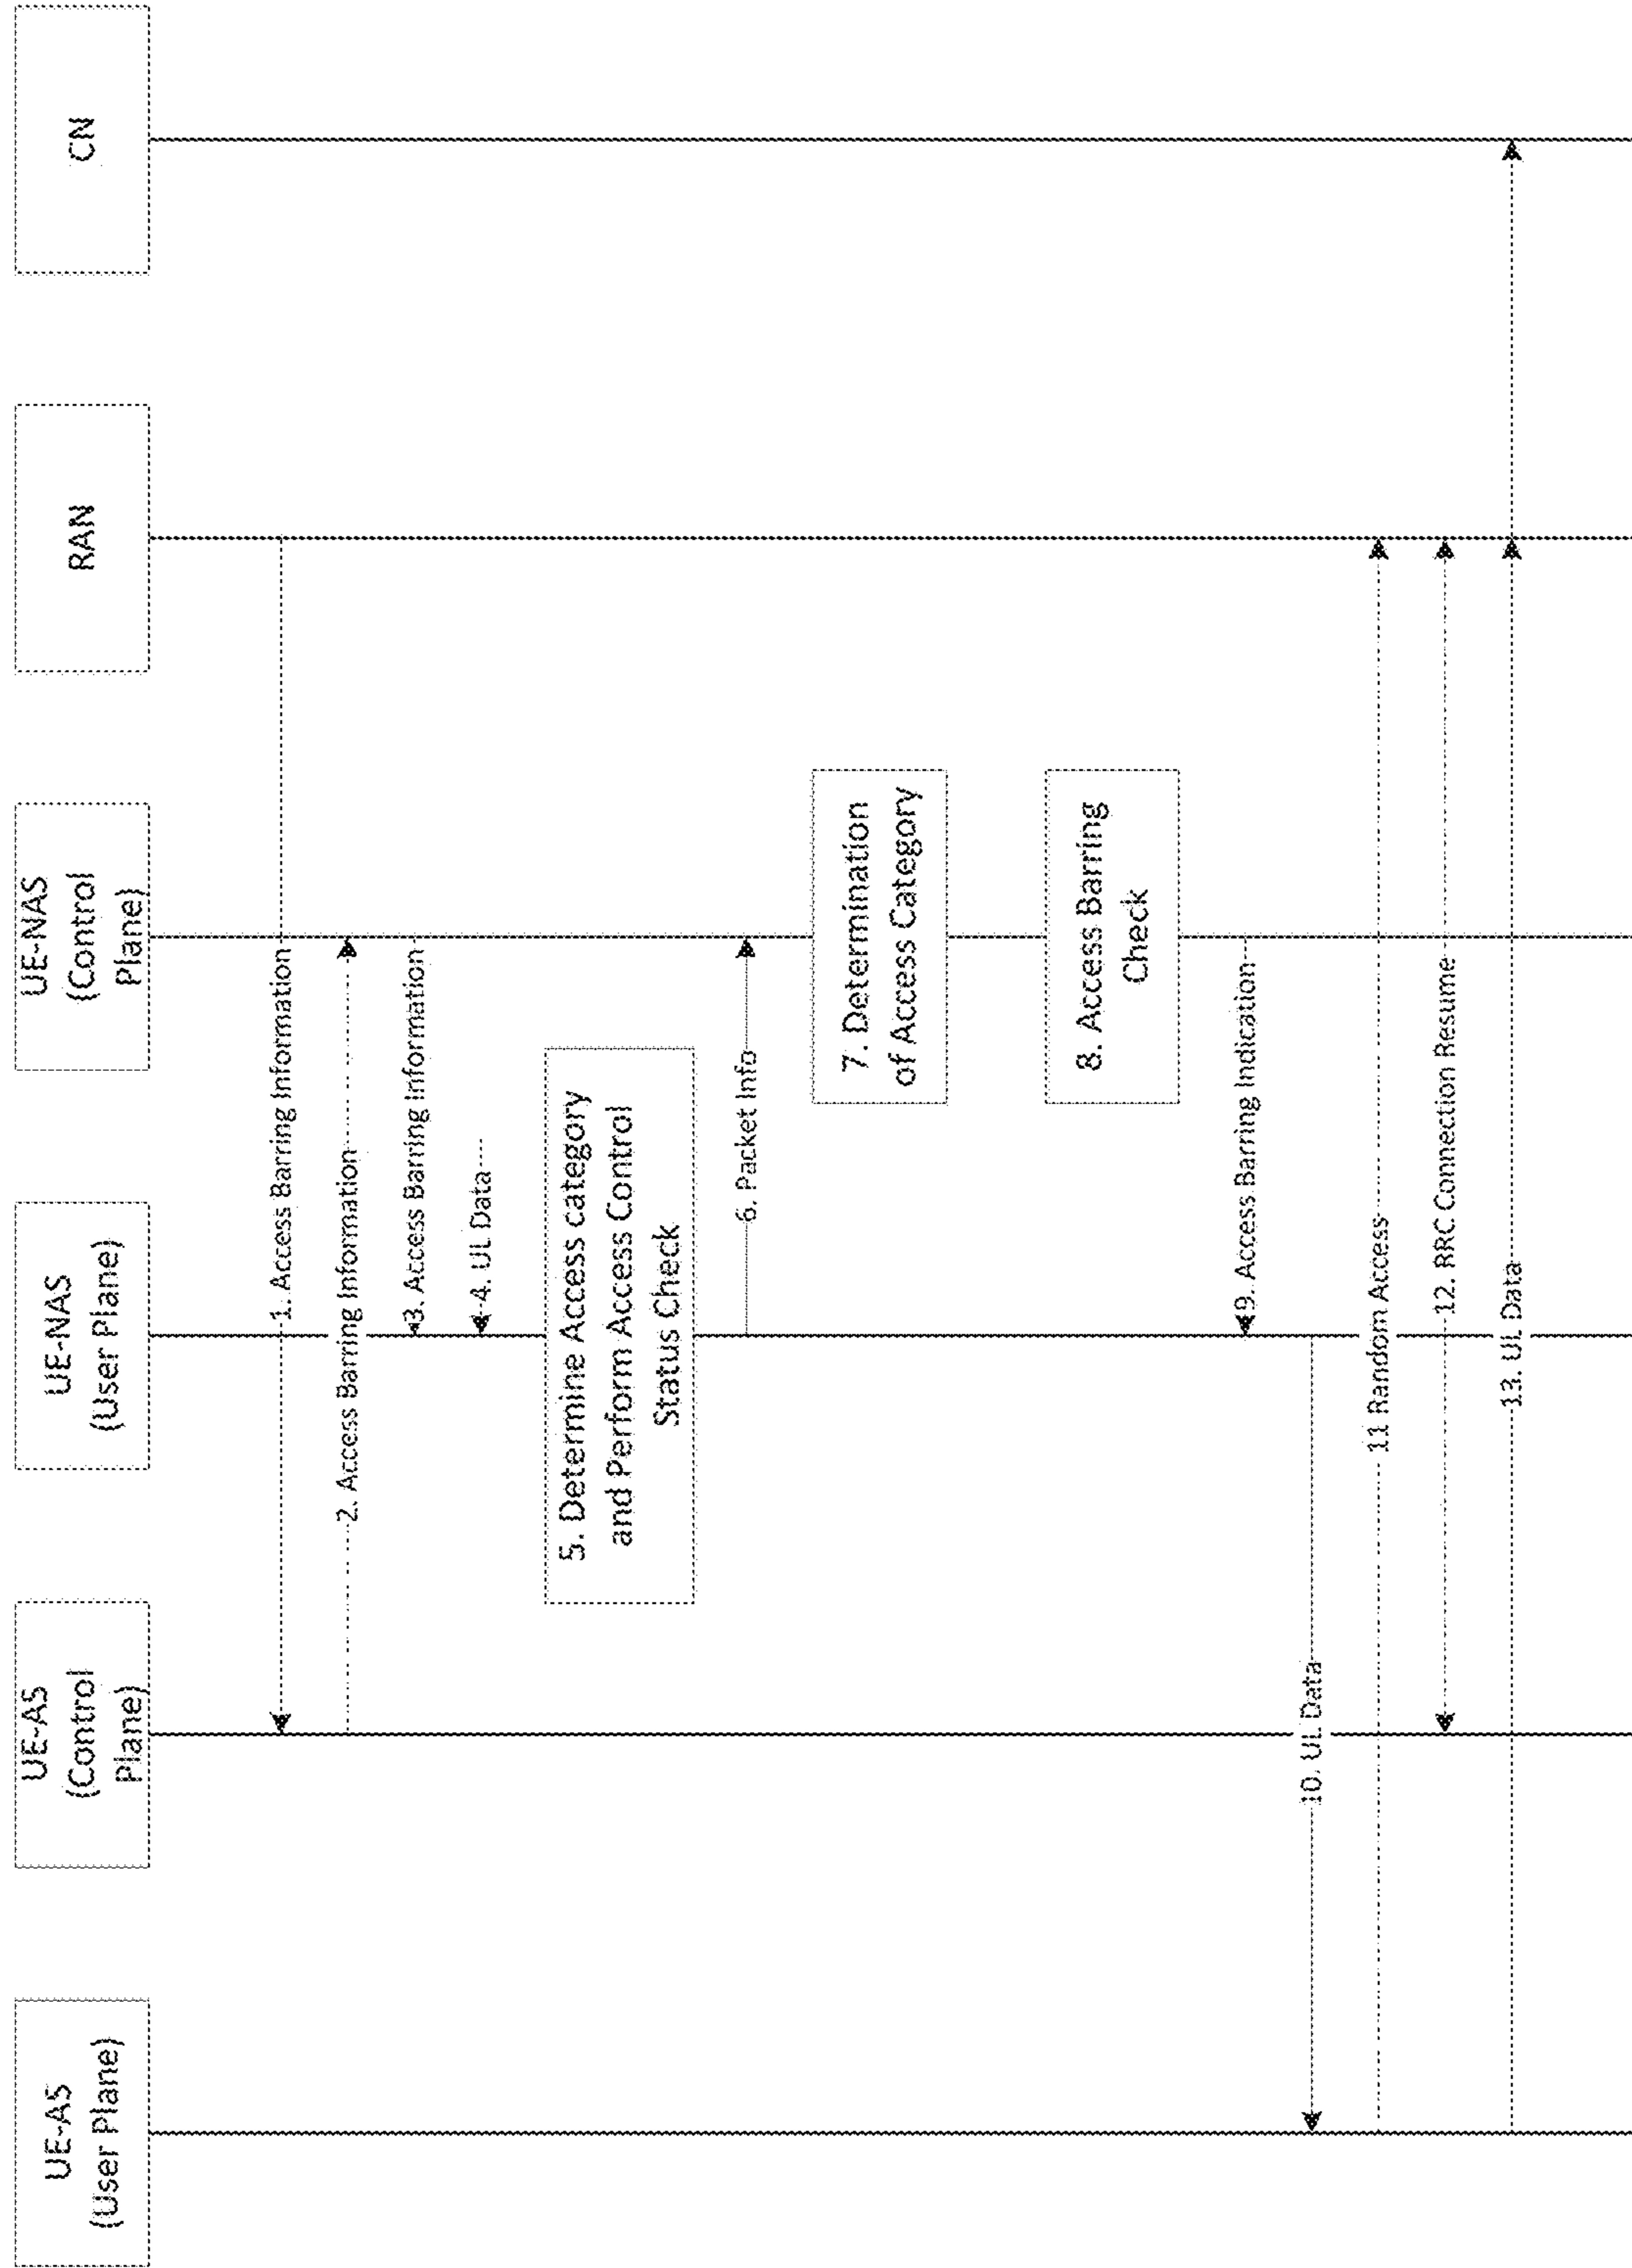 UE-AS
(User Plane)
UE-AS
(Control
Plane)
UE-NAS
(User Plane)
UE-NAS
(Control
Plane)
RAN
CN
1. Access Barring Information
2. Access Barring Information
3. Access Barring Information
4. UL Data
5. Determine Access category
and Perform Access Control
Status Check
6. Packet Info
7. Determination
of Access Category
8. Access Barring
Check
9. Access Barring Indication
10. UL Data
11 Random Access
12. RRC Connection Resume
13. UL Data